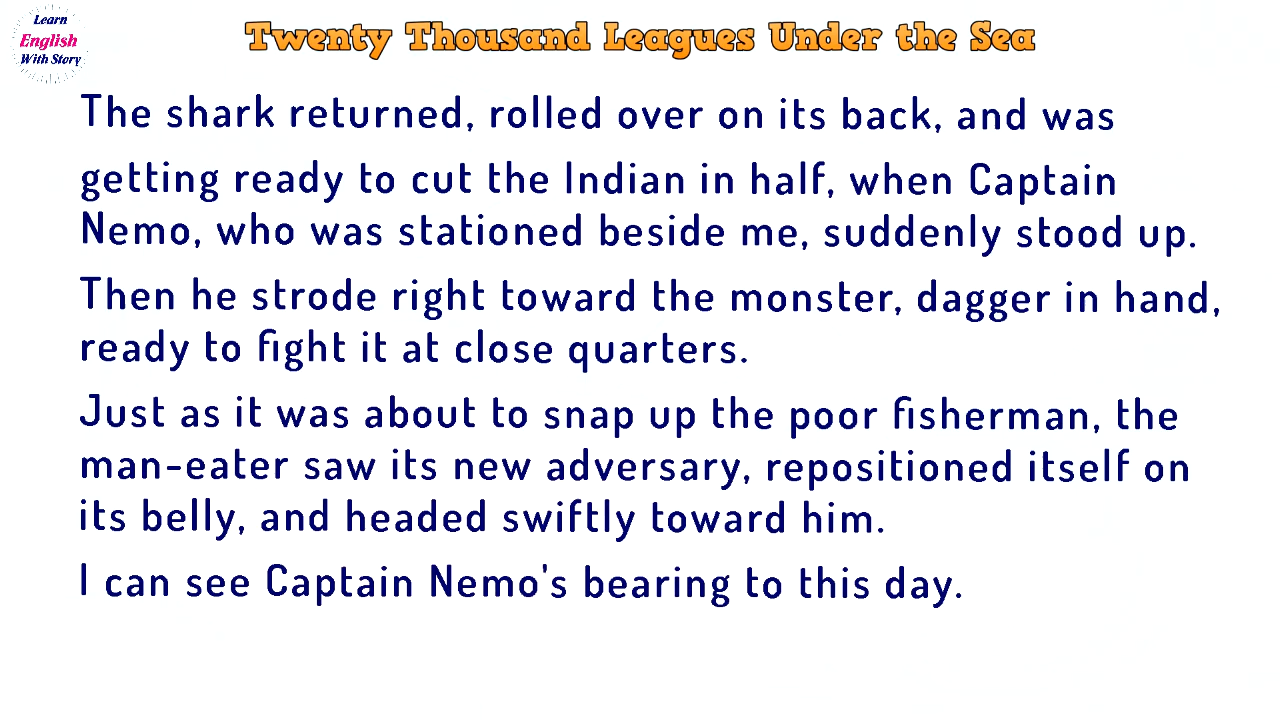 Learn
English
With Story
Twenty Thousand Leagues Under the Sea
The shark returned, rolled over on its back, and was
getting ready to cut the Indian in half, when Captain
Nemo, who was stationed beside me, suddenly stood up.
Then he strode right toward the monster, dagger in hand,
ready to fight it at close quarters.
Just as it was about to snap up the poor fisherman, the
man-eater saw its new adversary, repositioned itself on
its belly, and headed swiftly toward him.
I can see Captain Nemo's bearing to this day.